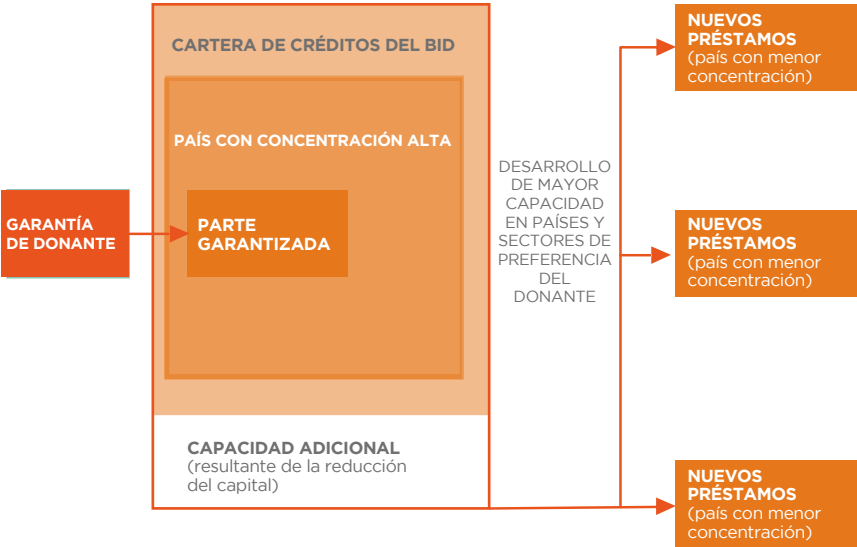 CARTERA DE CRÉDITOS DEL BID
PAÍS CON CONCENTRACIÓN ALTA
GARANTÍA
DE DONANTE
PARTE
GARANTIZADA
CAPACIDAD ADICIONAL
(resultante de la reducción
del capital)
DESARROLLO
DE MAYOR
CAPACIDAD
EN PAÍSES Y
SECTORES DE
PREFERENCIA
DEL
DONANTE
NUEVOS
PRÉSTAMOS
(país con menor
concentración)
NUEVOS
PRÉSTAMOS
(país con menor
concentración)
NUEVOS
PRÉSTAMOS
(país con menor
concentración)